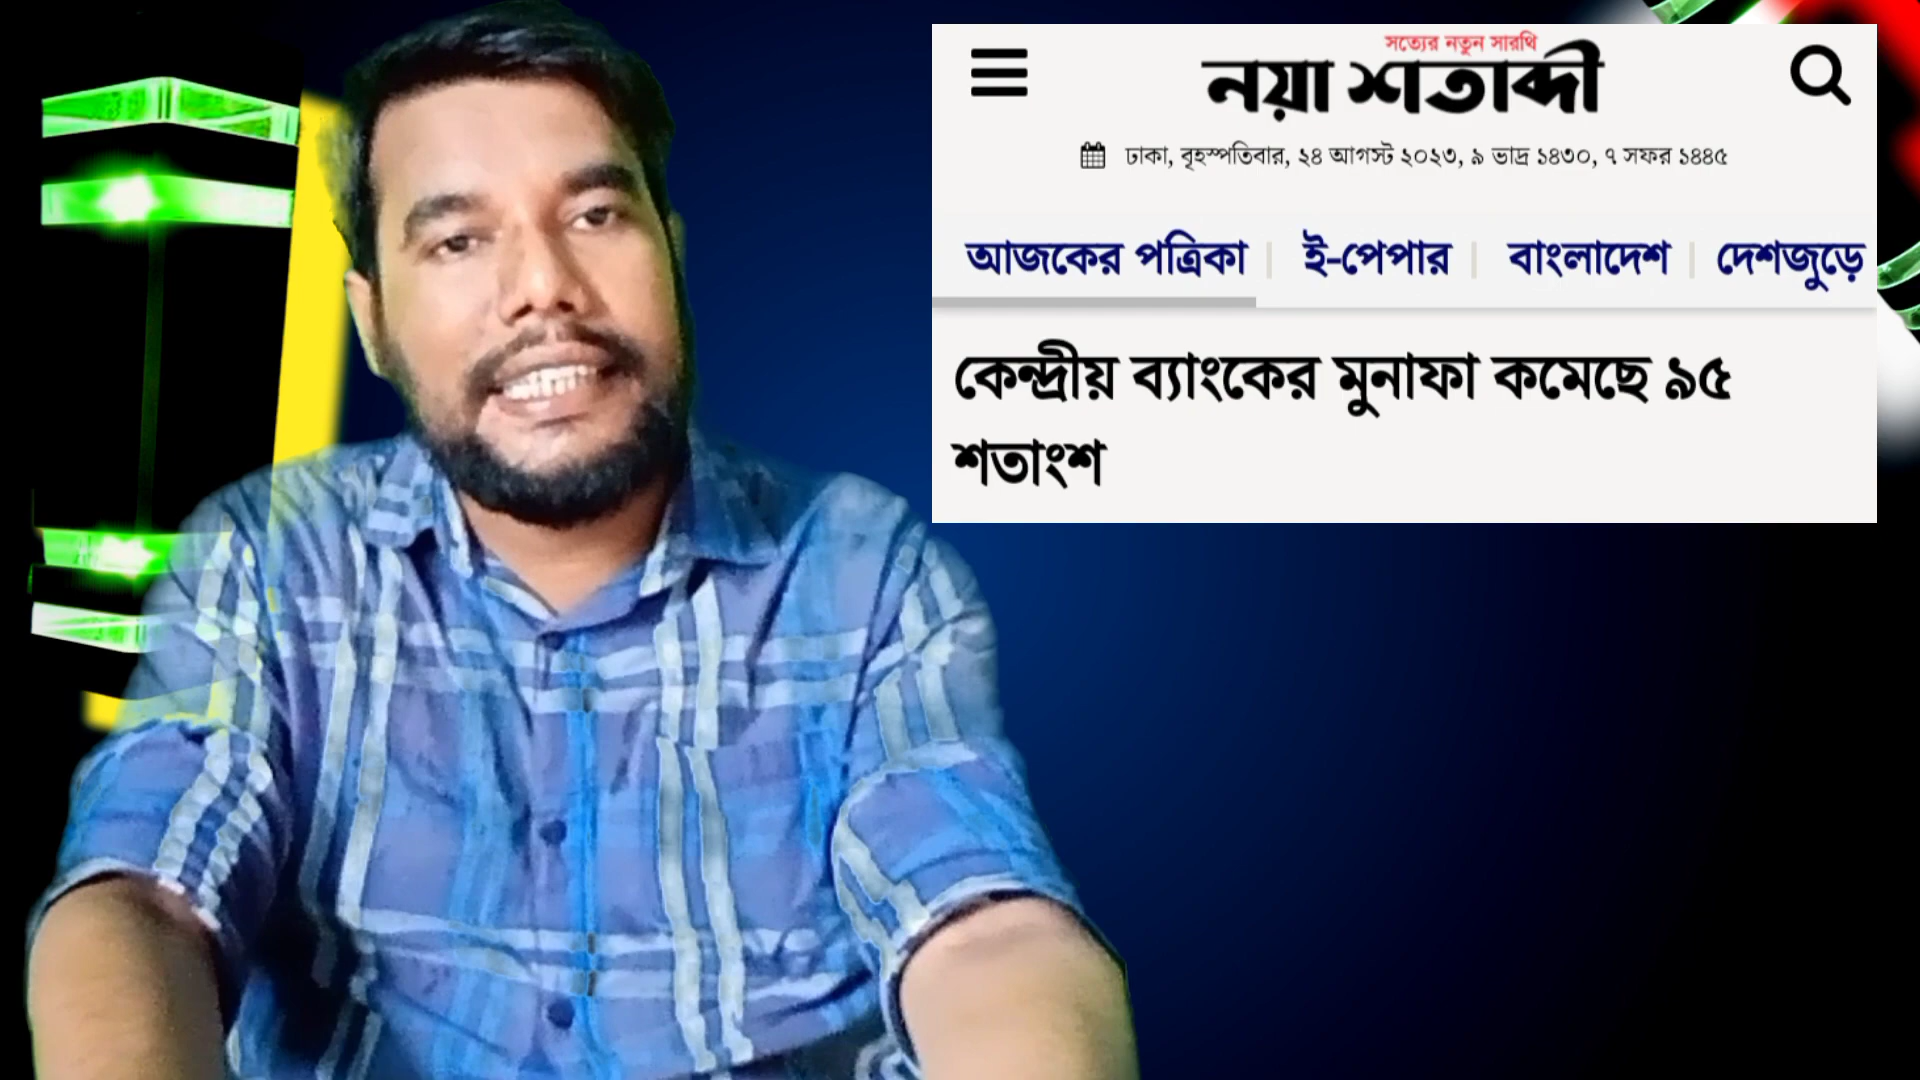 সত্যের নতুন সারথি
নয়া শতাব্দী
ঢাকা, বৃহস্পতিবার, ২৪ আগস্ট ২০২৩, ৯ ভাদ্র ১৪৩০, ৭ সফর ১৪৪৫
আজকের পত্রিকা | ই-পেপার | বাংলাদেশ | দেশজুড়ে
কেন্দ্রীয় ব্যাংকের মুনাফা কমেছে ৯৫
শতাংশ